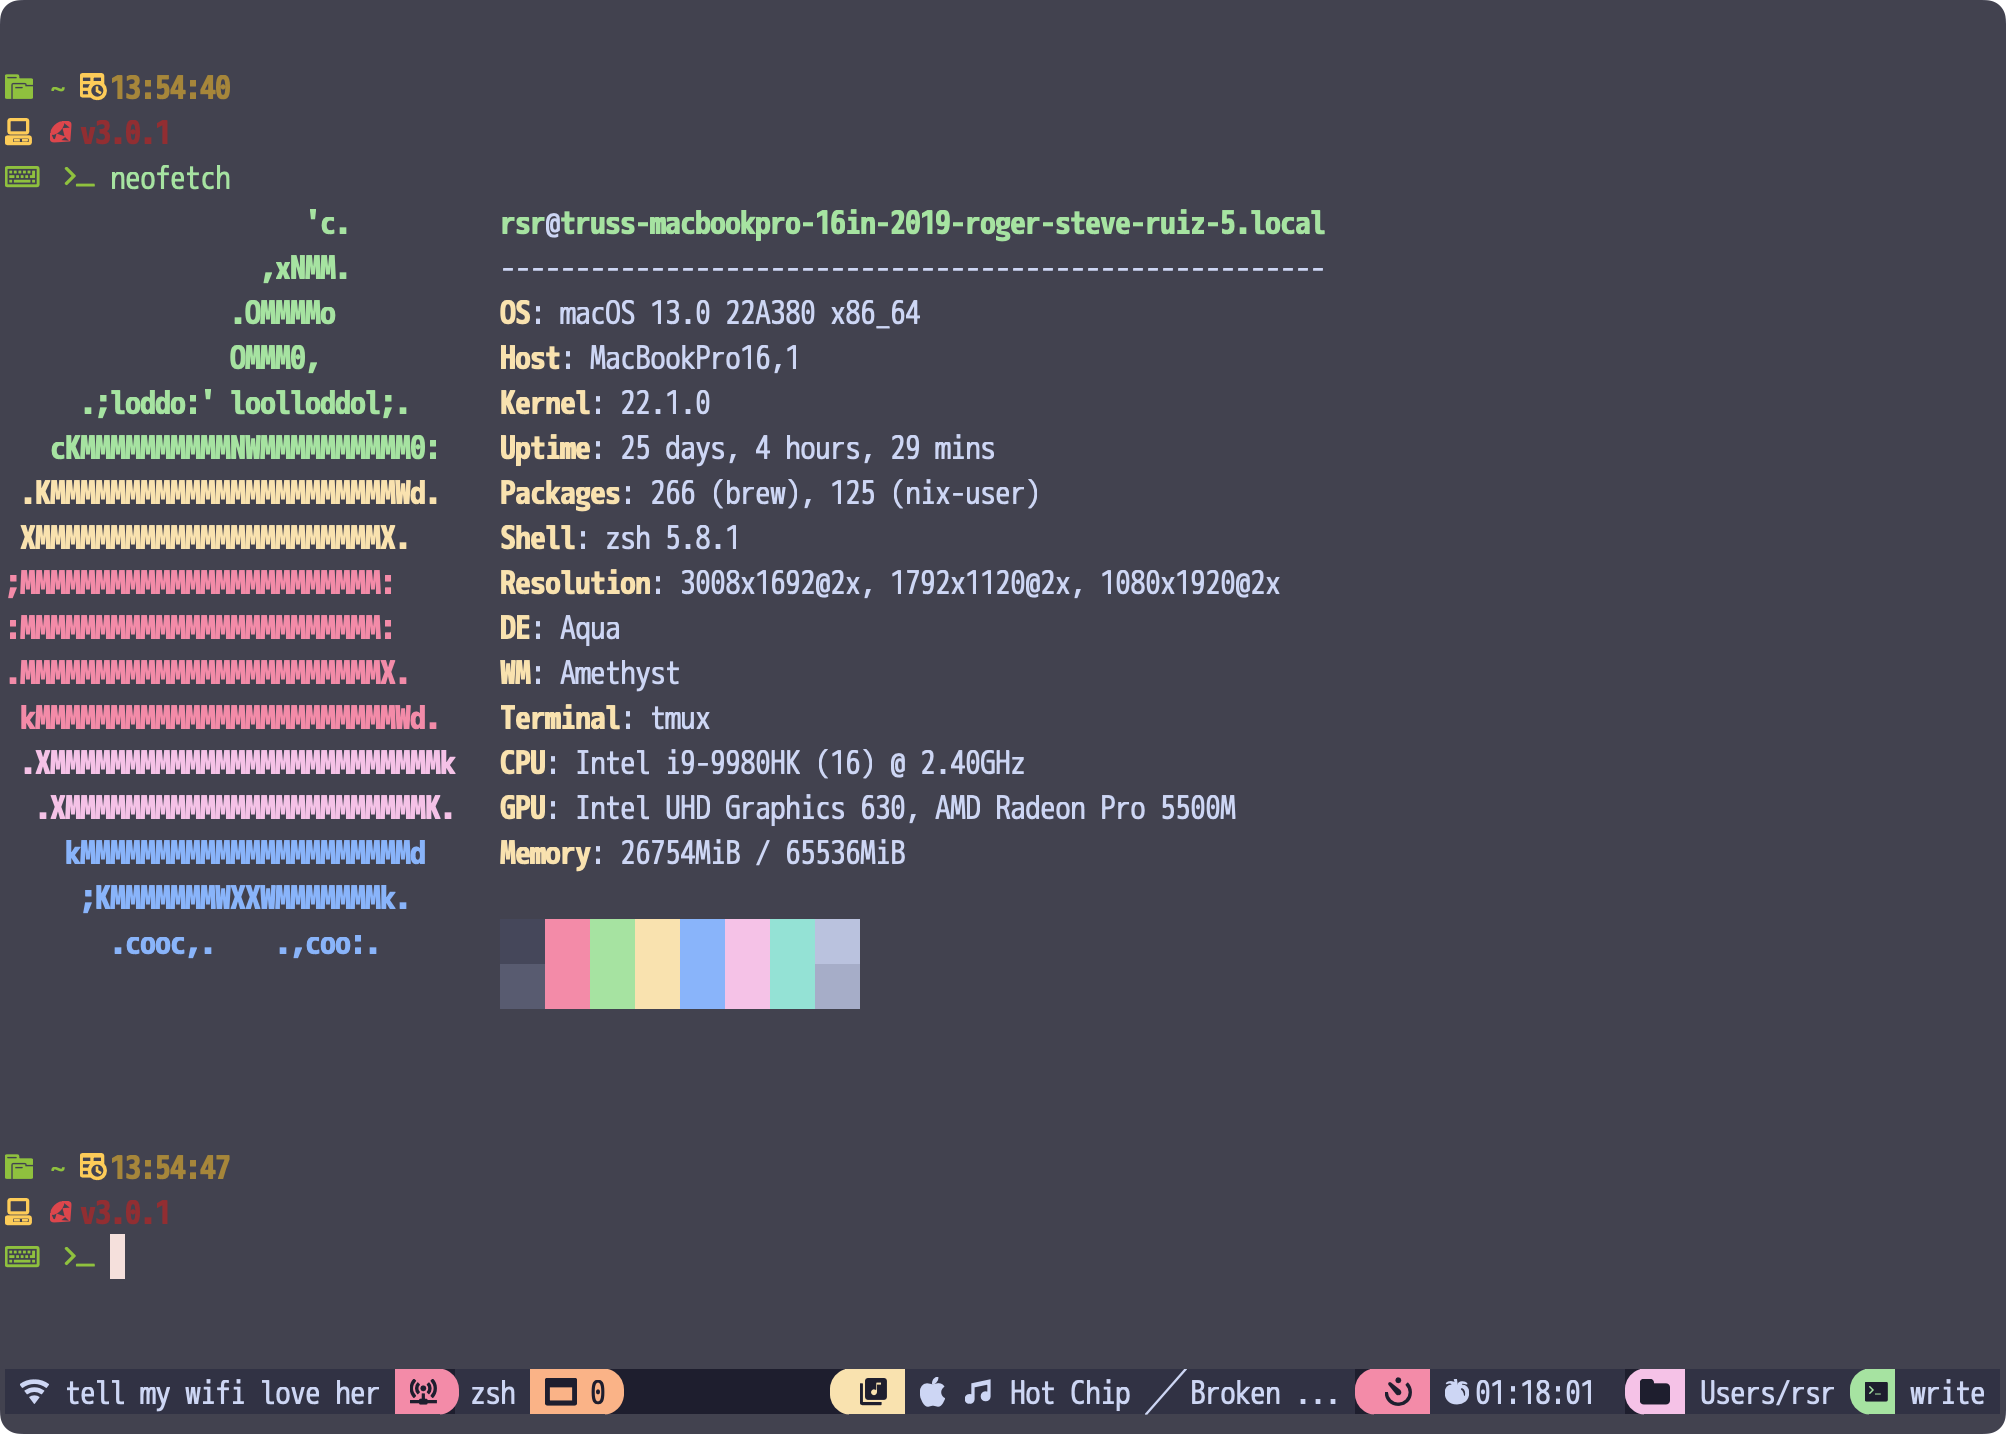 ~ 13:54:40
v3.0.1
>_ neofetch
'c. rsr@truss-macbookpro-16in-2019-roger-steve-ruiz-5.local
,xNMM. -------------------------------------------------------
.OMMMMo OS: macOS 13.0 22A380 x86_64
OMMM0, Host: MacBookPro16,1
.;loddo:' loolloddol;. Kernel: 22.1.0
cKMMMMMMMMMMNWMMMMMMMMMM0: Uptime: 25 days, 4 hours, 29 mins
.KMMMMMMMMMMMMMMMMMMMMMMMWd. Packages: 266 (brew), 125 (nix-user)
XMMMMMMMMMMMMMMMMMMMMMMMX. Shell: zsh 5.8.1
;MMMMMMMMMMMMMMMMMMMMMMMM: Resolution: 3008x1692@2x, 1792x1120@2x, 1080x1920@2x
:MMMMMMMMMMMMMMMMMMMMMMMM: DE: Aqua
.MMMMMMMMMMMMMMMMMMMMMMMMX. WM: Amethyst
kMMMMMMMMMMMMMMMMMMMMMMMMWd. Terminal: tmux
.XMMMMMMMMMMMMMMMMMMMMMMMMMMk CPU: Intel i9-9980HK (16) @ 2.40GHz
.XMMMMMMMMMMMMMMMMMMMMMMMMK. GPU: Intel UHD Graphics 630, AMD Radeon Pro 5500M
kMMMMMMMMMMMMMMMMMMMMMMd Memory: 26754MiB / 65536MiB
;KMMMMMMMWXXWMMMMMMMk.
.cooc,. .,coo:.
~ 13:54:47
v3.0.1
>_
tell my wifi love her zsh 0 Hot Chip ╱Broken ... 01:18:01 Users/rsr write